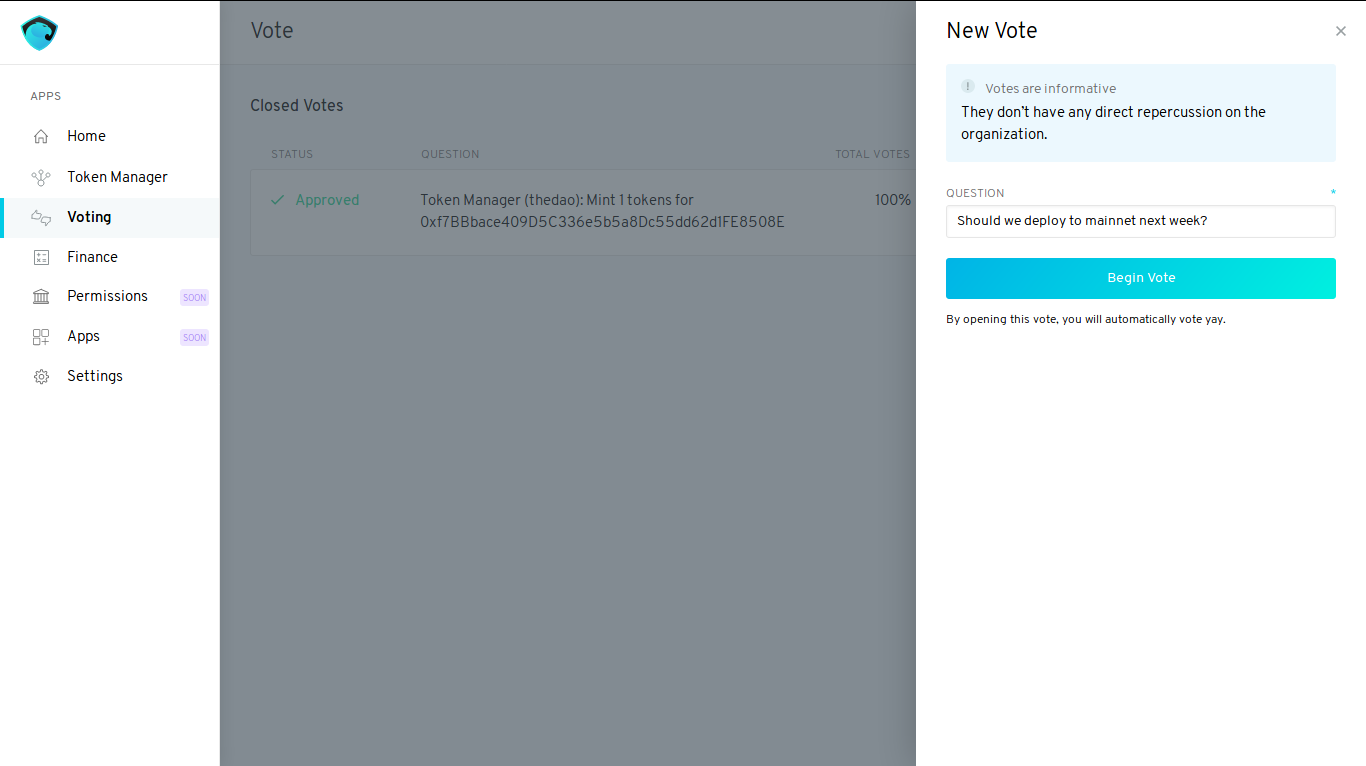 APPS
Home
Token Manager
Voting
Finance
Permissions SOON
Apps SOON
Settings
Vote
Closed Votes
STATUS QUESTION TOTAL VOTES
Approved Token Manager (thedao): Mint 1 tokens for 100%
0xf7BBbace409D5C336e5b5a8Dc55dd62d1FE8508E
New Vote
Votes are informative
They don’t have any direct repercussion on the
organization.
QUESTION *
Should we deploy to mainnet next week?
Begin Vote
By opening this vote, you will automatically vote yay.